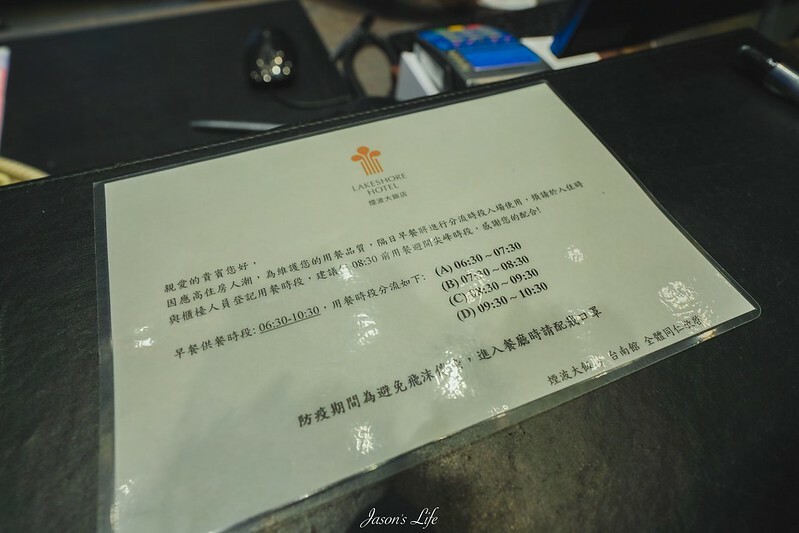 LAKESHORE
HOTEL
煙波大飯店
親愛的貴賓您好，
因應高住房人潮，為維護您的用餐品質，隔日早餐將進行分流時段入場使用，煩請於入住時
與櫃檯人員登記用餐時段，建議 08:30 前用餐避開尖峰時段，感謝您的配合!
早餐供餐時段: 06:30-10:30，用餐時段分流如下:
(A) 06:30～07:30
(B) 07:30～08:30
(C) 08:30～09:30
(D) 09:30～10:30
防疫期間為避免飛沫傳，進入餐廳時請配戴口罩
煙波大飯 台南館 全體同仁敬啟
Jason's Life